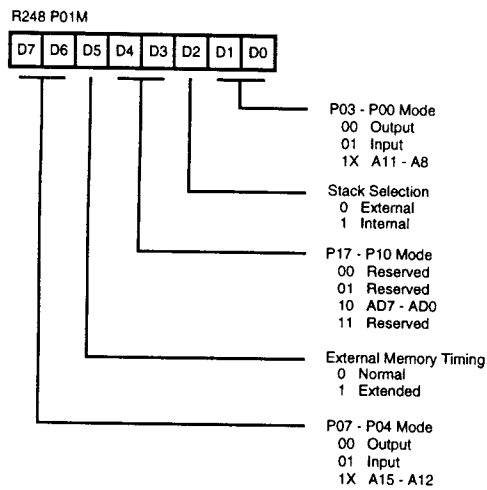 R248 P01M
D7 D6 D5 D4 D3 D2 D1 D0
P03 - P00 Mode
00 Output
01 Input
1X A11 - A8
Stack Selection
0 External
1 Internal
P17 - P10 Mode
00 Reserved
01 Reserved
10 AD7 - AD0
11 Reserved
External Memory Timing
0 Normal
1 Extended
P07 - P04 Mode
00 Output
01 Input
1X A15 - A12